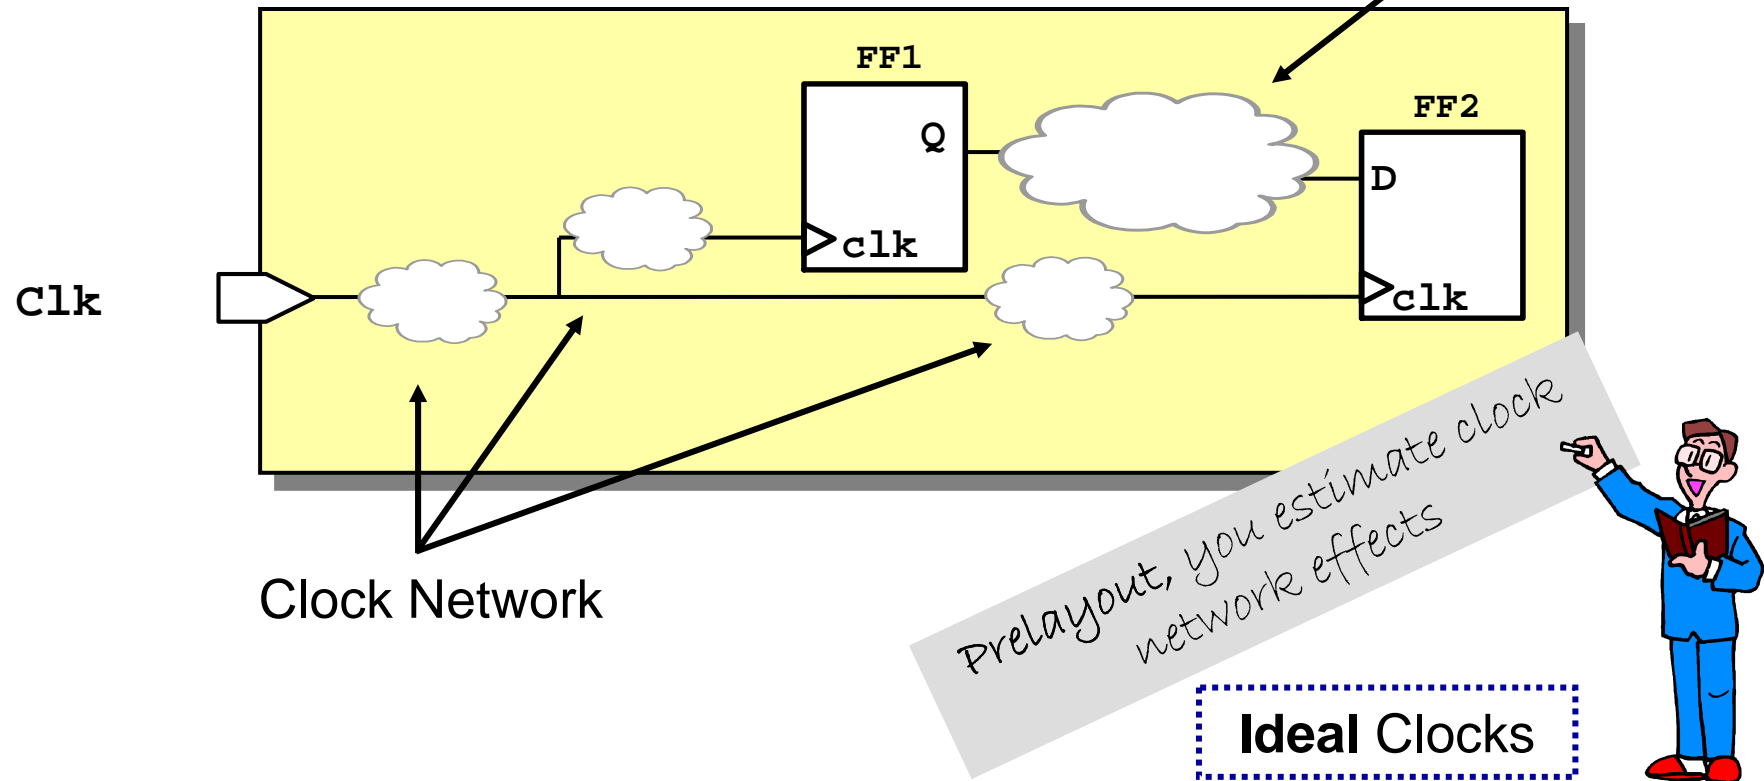 FF1
FF2
Q
D
clk
Clk
clk
Prelayout, you estimate clock
network effects
Clock Network
Ideal Clocks